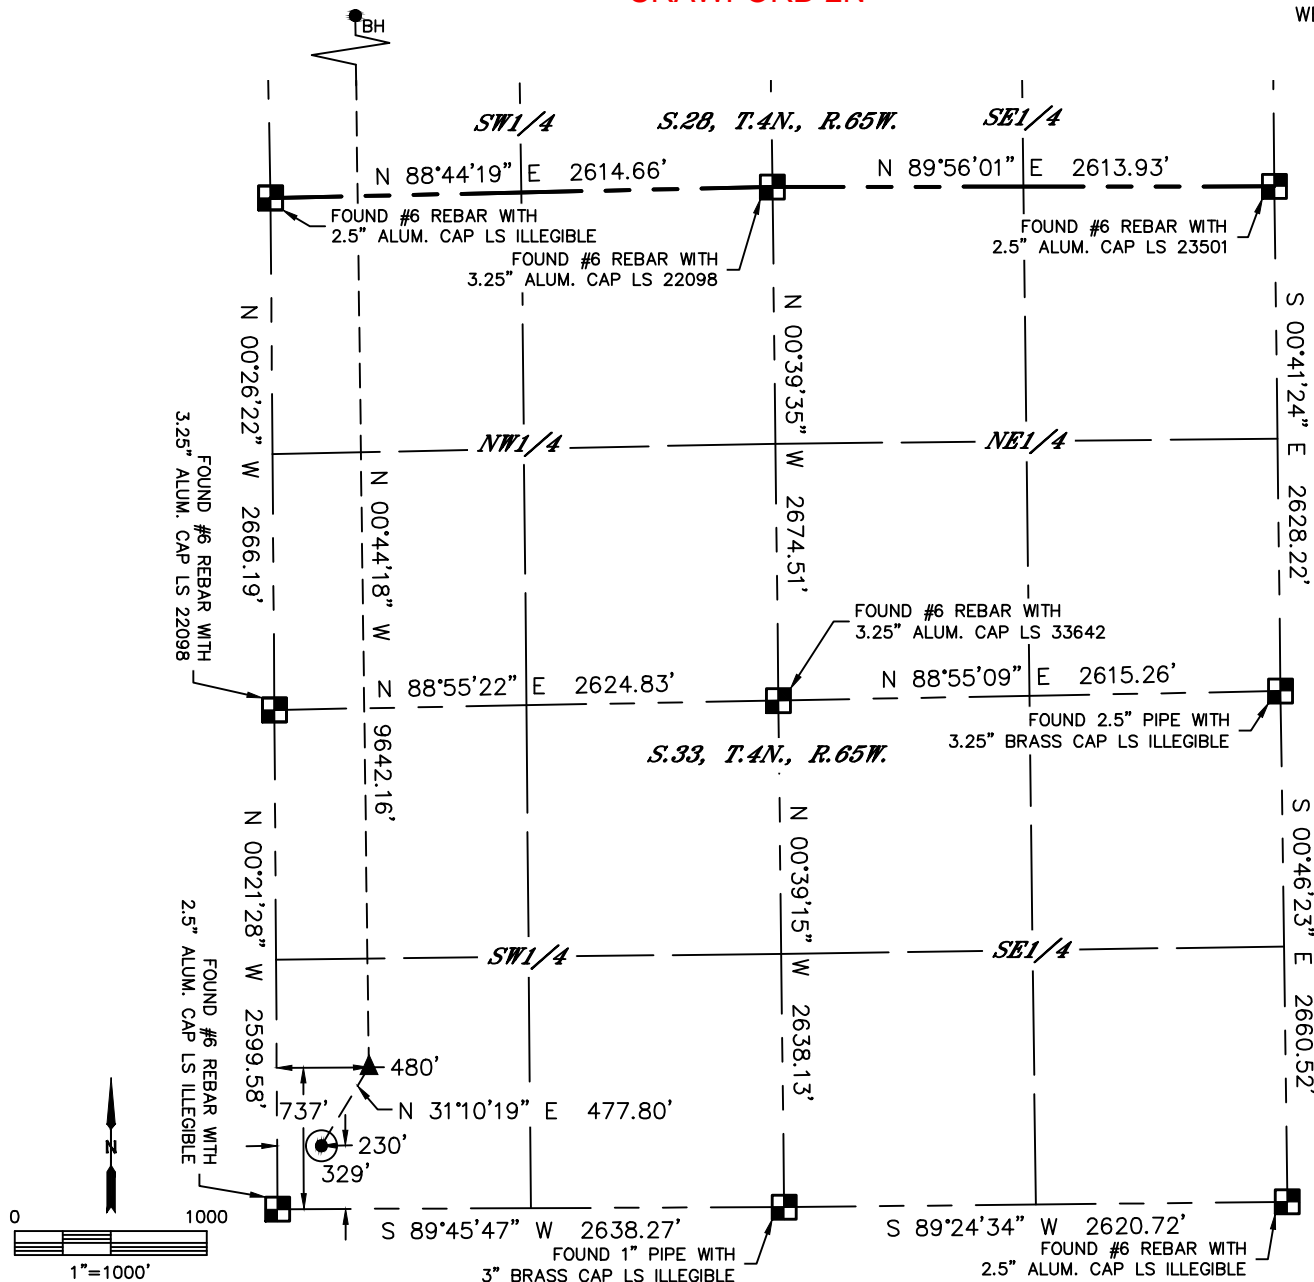 BH
SW1/4
S.28, T.4N., R.65W.
SE1/4
N 88°44'19" E 2614.66'
N 89°56'01" E 2613.93'
FOUND #6 REBAR WITH
2.5" ALUM. CAP LS ILLEGIBLE
FOUND #6 REBAR WITH
3.25" ALUM. CAP LS 22098
FOUND #6 REBAR WITH
2.5" ALUM. CAP LS 23501
N 00°26'22" W 2666.19'
N 00°39'35" W 2674.51'
S 00°41'24" E 2628.22'
NW1/4
NE1/4
FOUND #6 REBAR WITH
3.25" ALUM. CAP LS 22098
N 00°44'18" W 9642.16'
FOUND #6 REBAR WITH
3.25" ALUM. CAP LS 33642
N 88°55'22" E 2624.83'
N 88°55'09" E 2615.26'
FOUND 2.5" PIPE WITH
3.25" BRASS CAP LS ILLEGIBLE
S.33, T.4N., R.65W.
N 00°21'28" W 2599.58'
N 00°39'15" W 2638.13'
S 00°46'23" E 2660.52'
SW1/4
SE1/4
FOUND #6 REBAR WITH
2.5" ALUM. CAP LS ILLEGIBLE
480'
737'
N 31°10'19" E 477.80'
230'
329'
N
0 1000
1"=1000'
S 89°45'47" W 2638.27'
S 89°24'34" W 2620.72'
FOUND 1" PIPE WITH
3" BRASS CAP LS ILLEGIBLE
FOUND #6 REBAR WITH
2.5" ALUM. CAP LS ILLEGIBLE